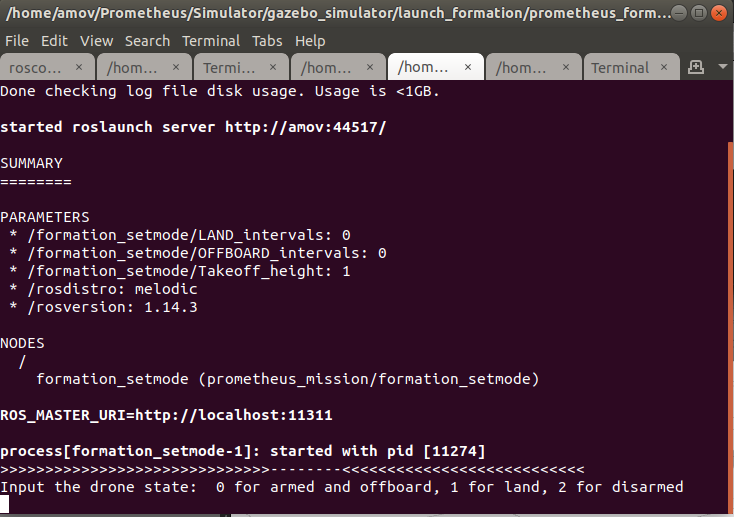 /home/amov/Prometheus/Simulator/gazebo_simulator/launch_formation/prometheus_form...
File Edit View Search Terminal Tabs Help
rosco... × /hom... × Termi... × /hom... × /hom... × /hom... × Terminal ×
Done checking log file disk usage. Usage is <1GB.
started roslaunch server http://amov:44517/
SUMMARY
========
PARAMETERS
 * /formation_setmode/LAND_intervals: 0
 * /formation_setmode/OFFBOARD_intervals: 0
 * /formation_setmode/Takeoff_height: 1
 * /rosdistro: melodic
 * /rosversion: 1.14.3
NODES
  /
    formation_setmode (prometheus_mission/formation_setmode)
ROS_MASTER_URI=http://localhost:11311
process[formation_setmode-1]: started with pid [11274]
>>>>>>>>>>>>>>>>>>>>>>>>>>>>>>--------<<<<<<<<<<<<<<<<<<<<<<<<<<<
Input the drone state:  0 for armed and offboard, 1 for land, 2 for disarmed